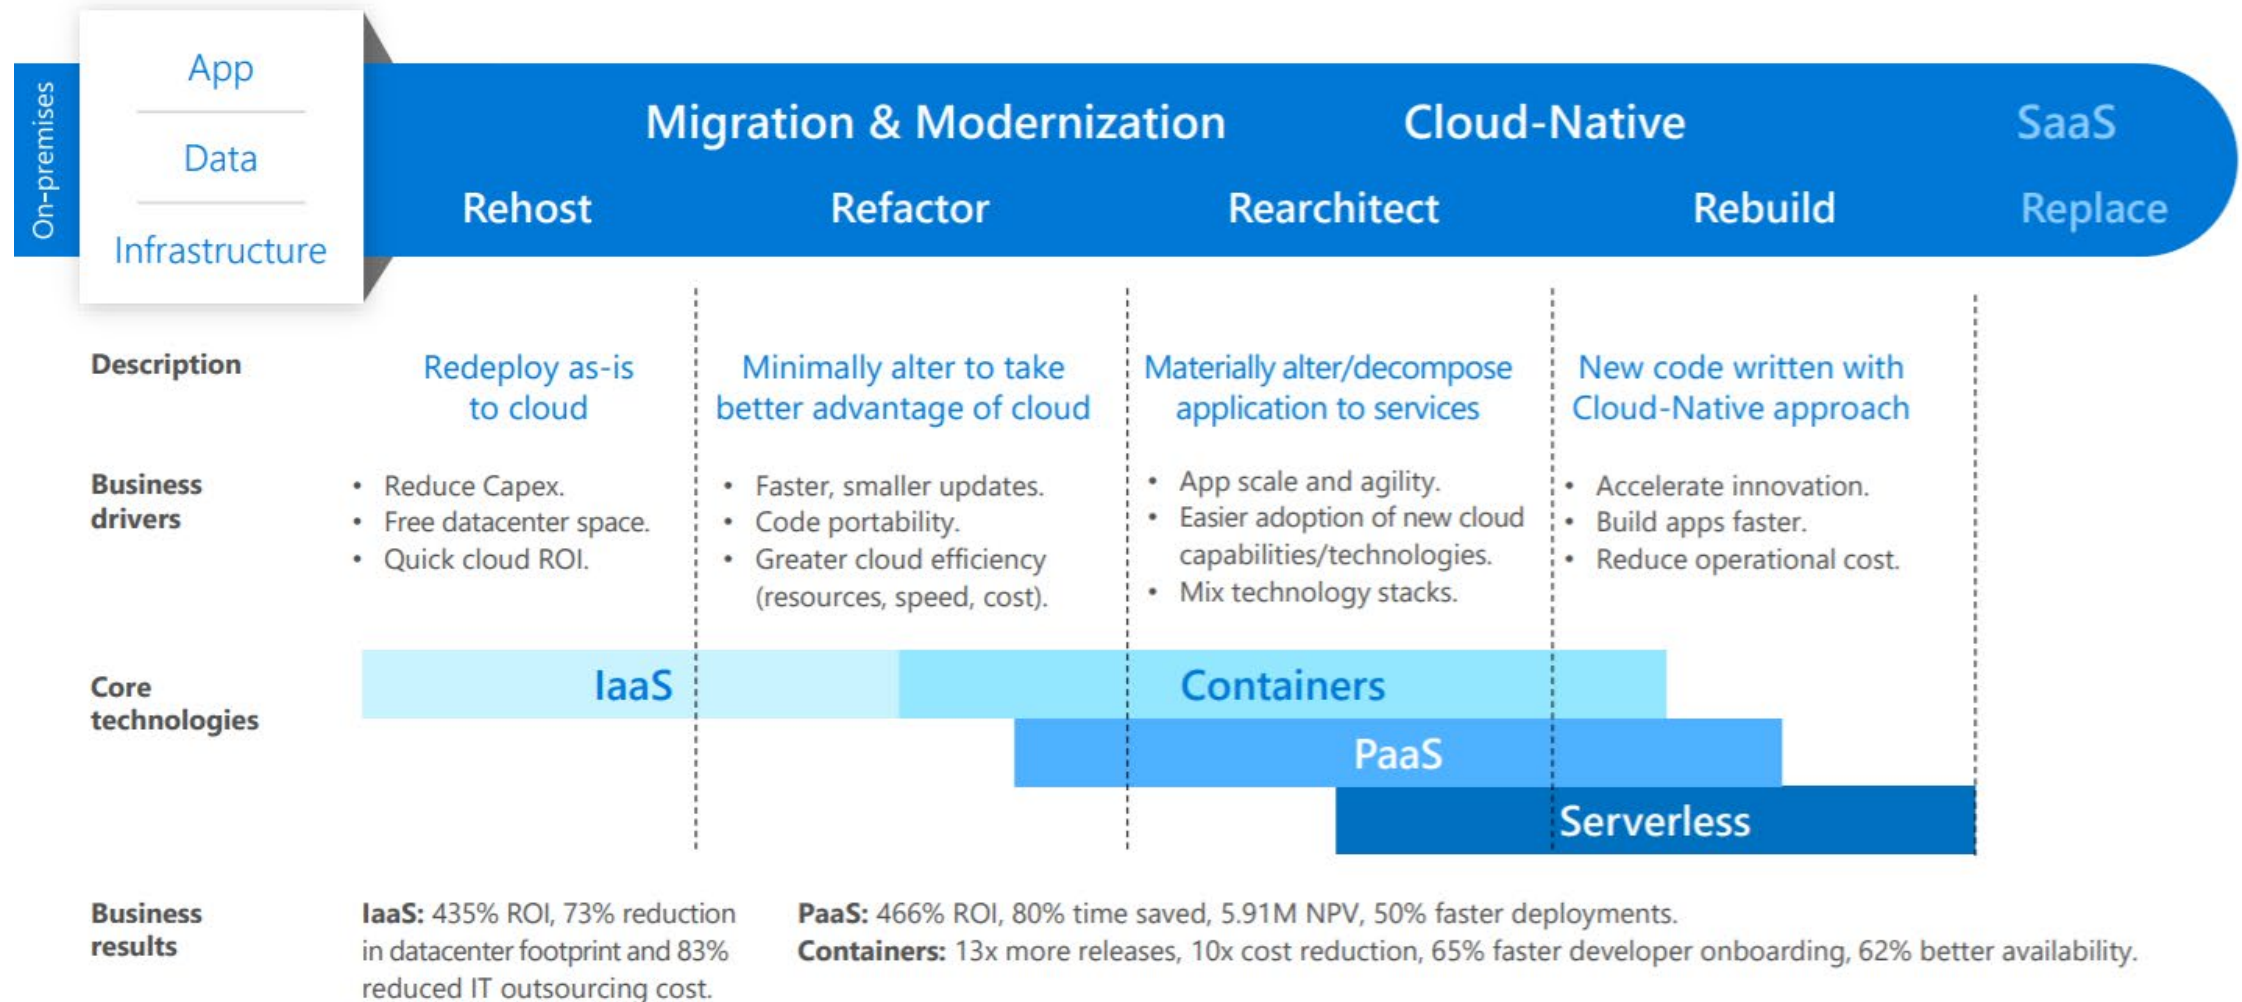 On-premises
App
Data
Infrastructure
Migration & Modernization
Cloud-Native
SaaS
Rehost
Refactor
Rearchitect
Rebuild
Replace
Description
Redeploy as-is
to cloud
Minimally alter to take
better advantage of cloud
Materially alter/decompose
application to services
New code written with
Cloud-Native approach
Business
drivers
• Reduce Capex.
• Free datacenter space.
• Quick cloud ROI.
• Faster, smaller updates.
• Code portability.
• Greater cloud efficiency
(resources, speed, cost).
• App scale and agility.
• Easier adoption of new cloud
capabilities/technologies.
• Mix technology stacks.
• Accelerate innovation.
• Build apps faster.
• Reduce operational cost.
Core
technologies
IaaS
Containers
PaaS
Serverless
Business
results
IaaS: 435% ROI, 73% reduction
in datacenter footprint and 83%
reduced IT outsourcing cost.
PaaS: 466% ROI, 80% time saved, 5.91M NPV, 50% faster deployments.
Containers: 13x more releases, 10x cost reduction, 65% faster developer onboarding, 62% better availability.